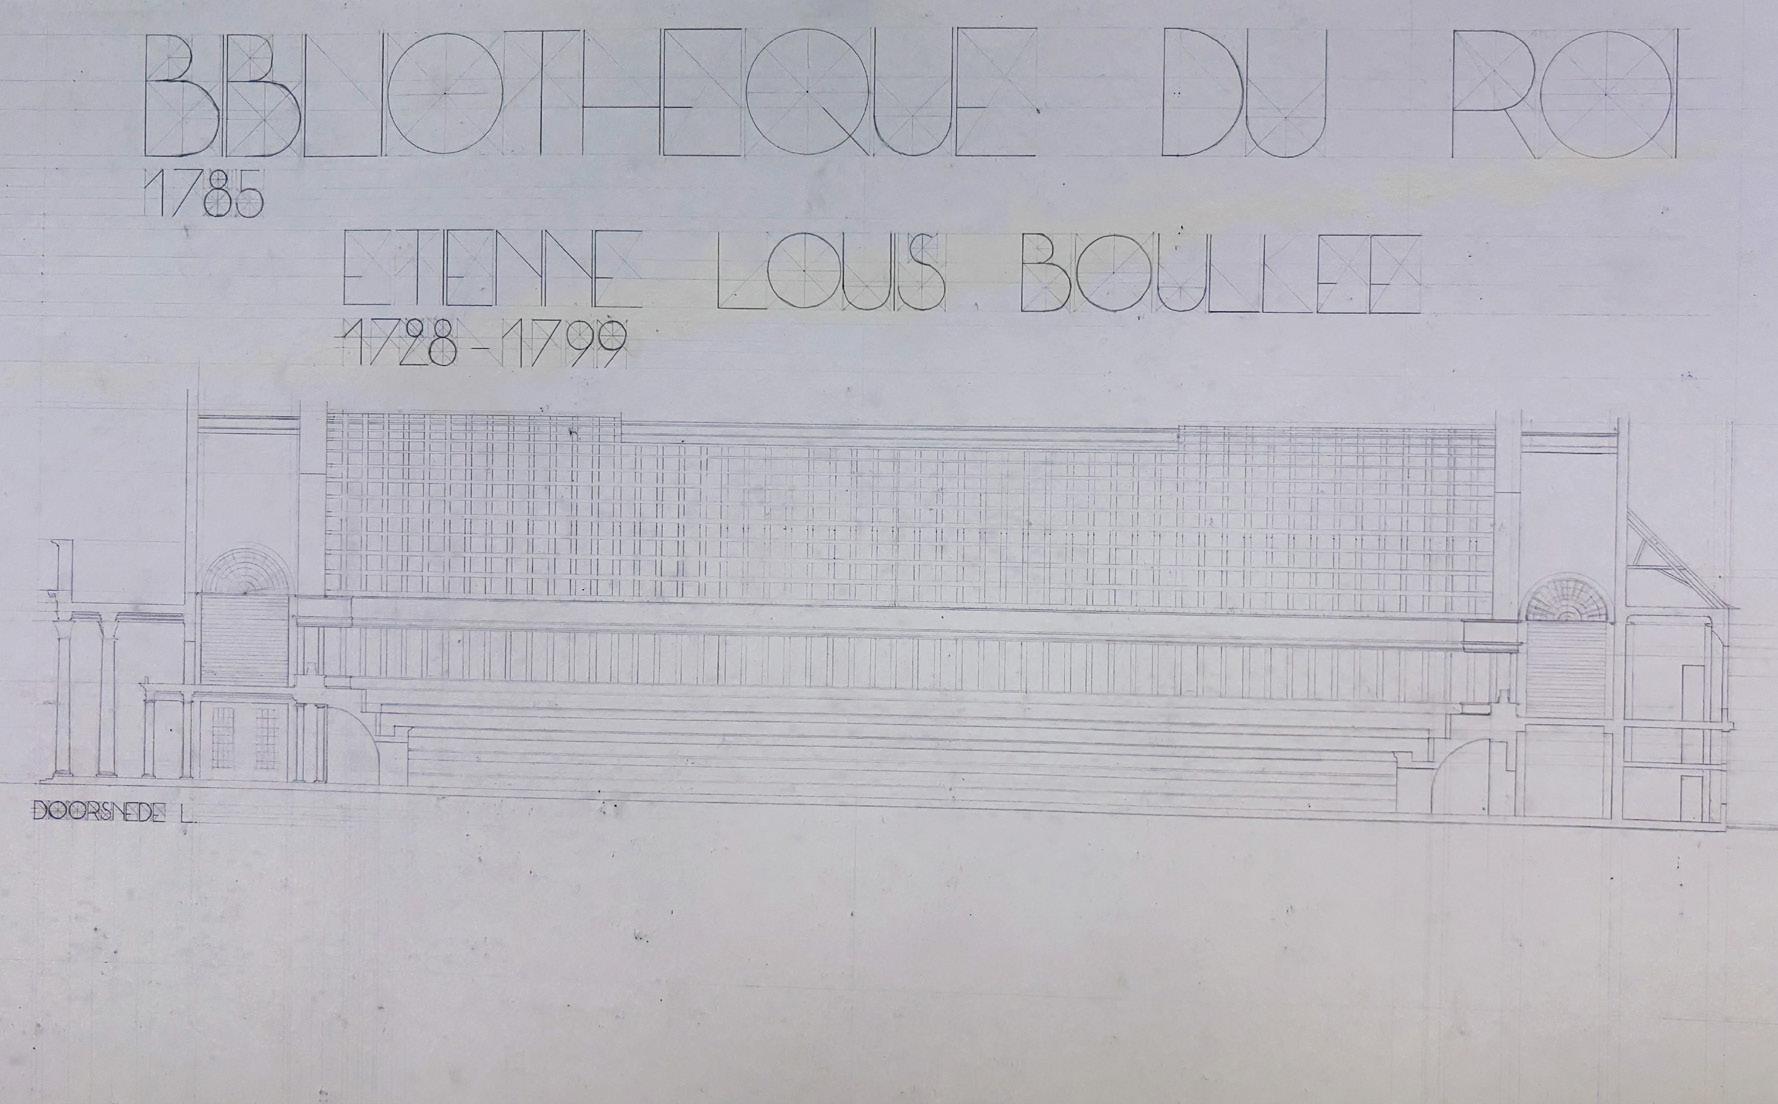 BIBLIOTHEQUE DU ROI
1785
ETIENNE LOUIS BOULLEE
1728-1799
DOORSNEDE L.